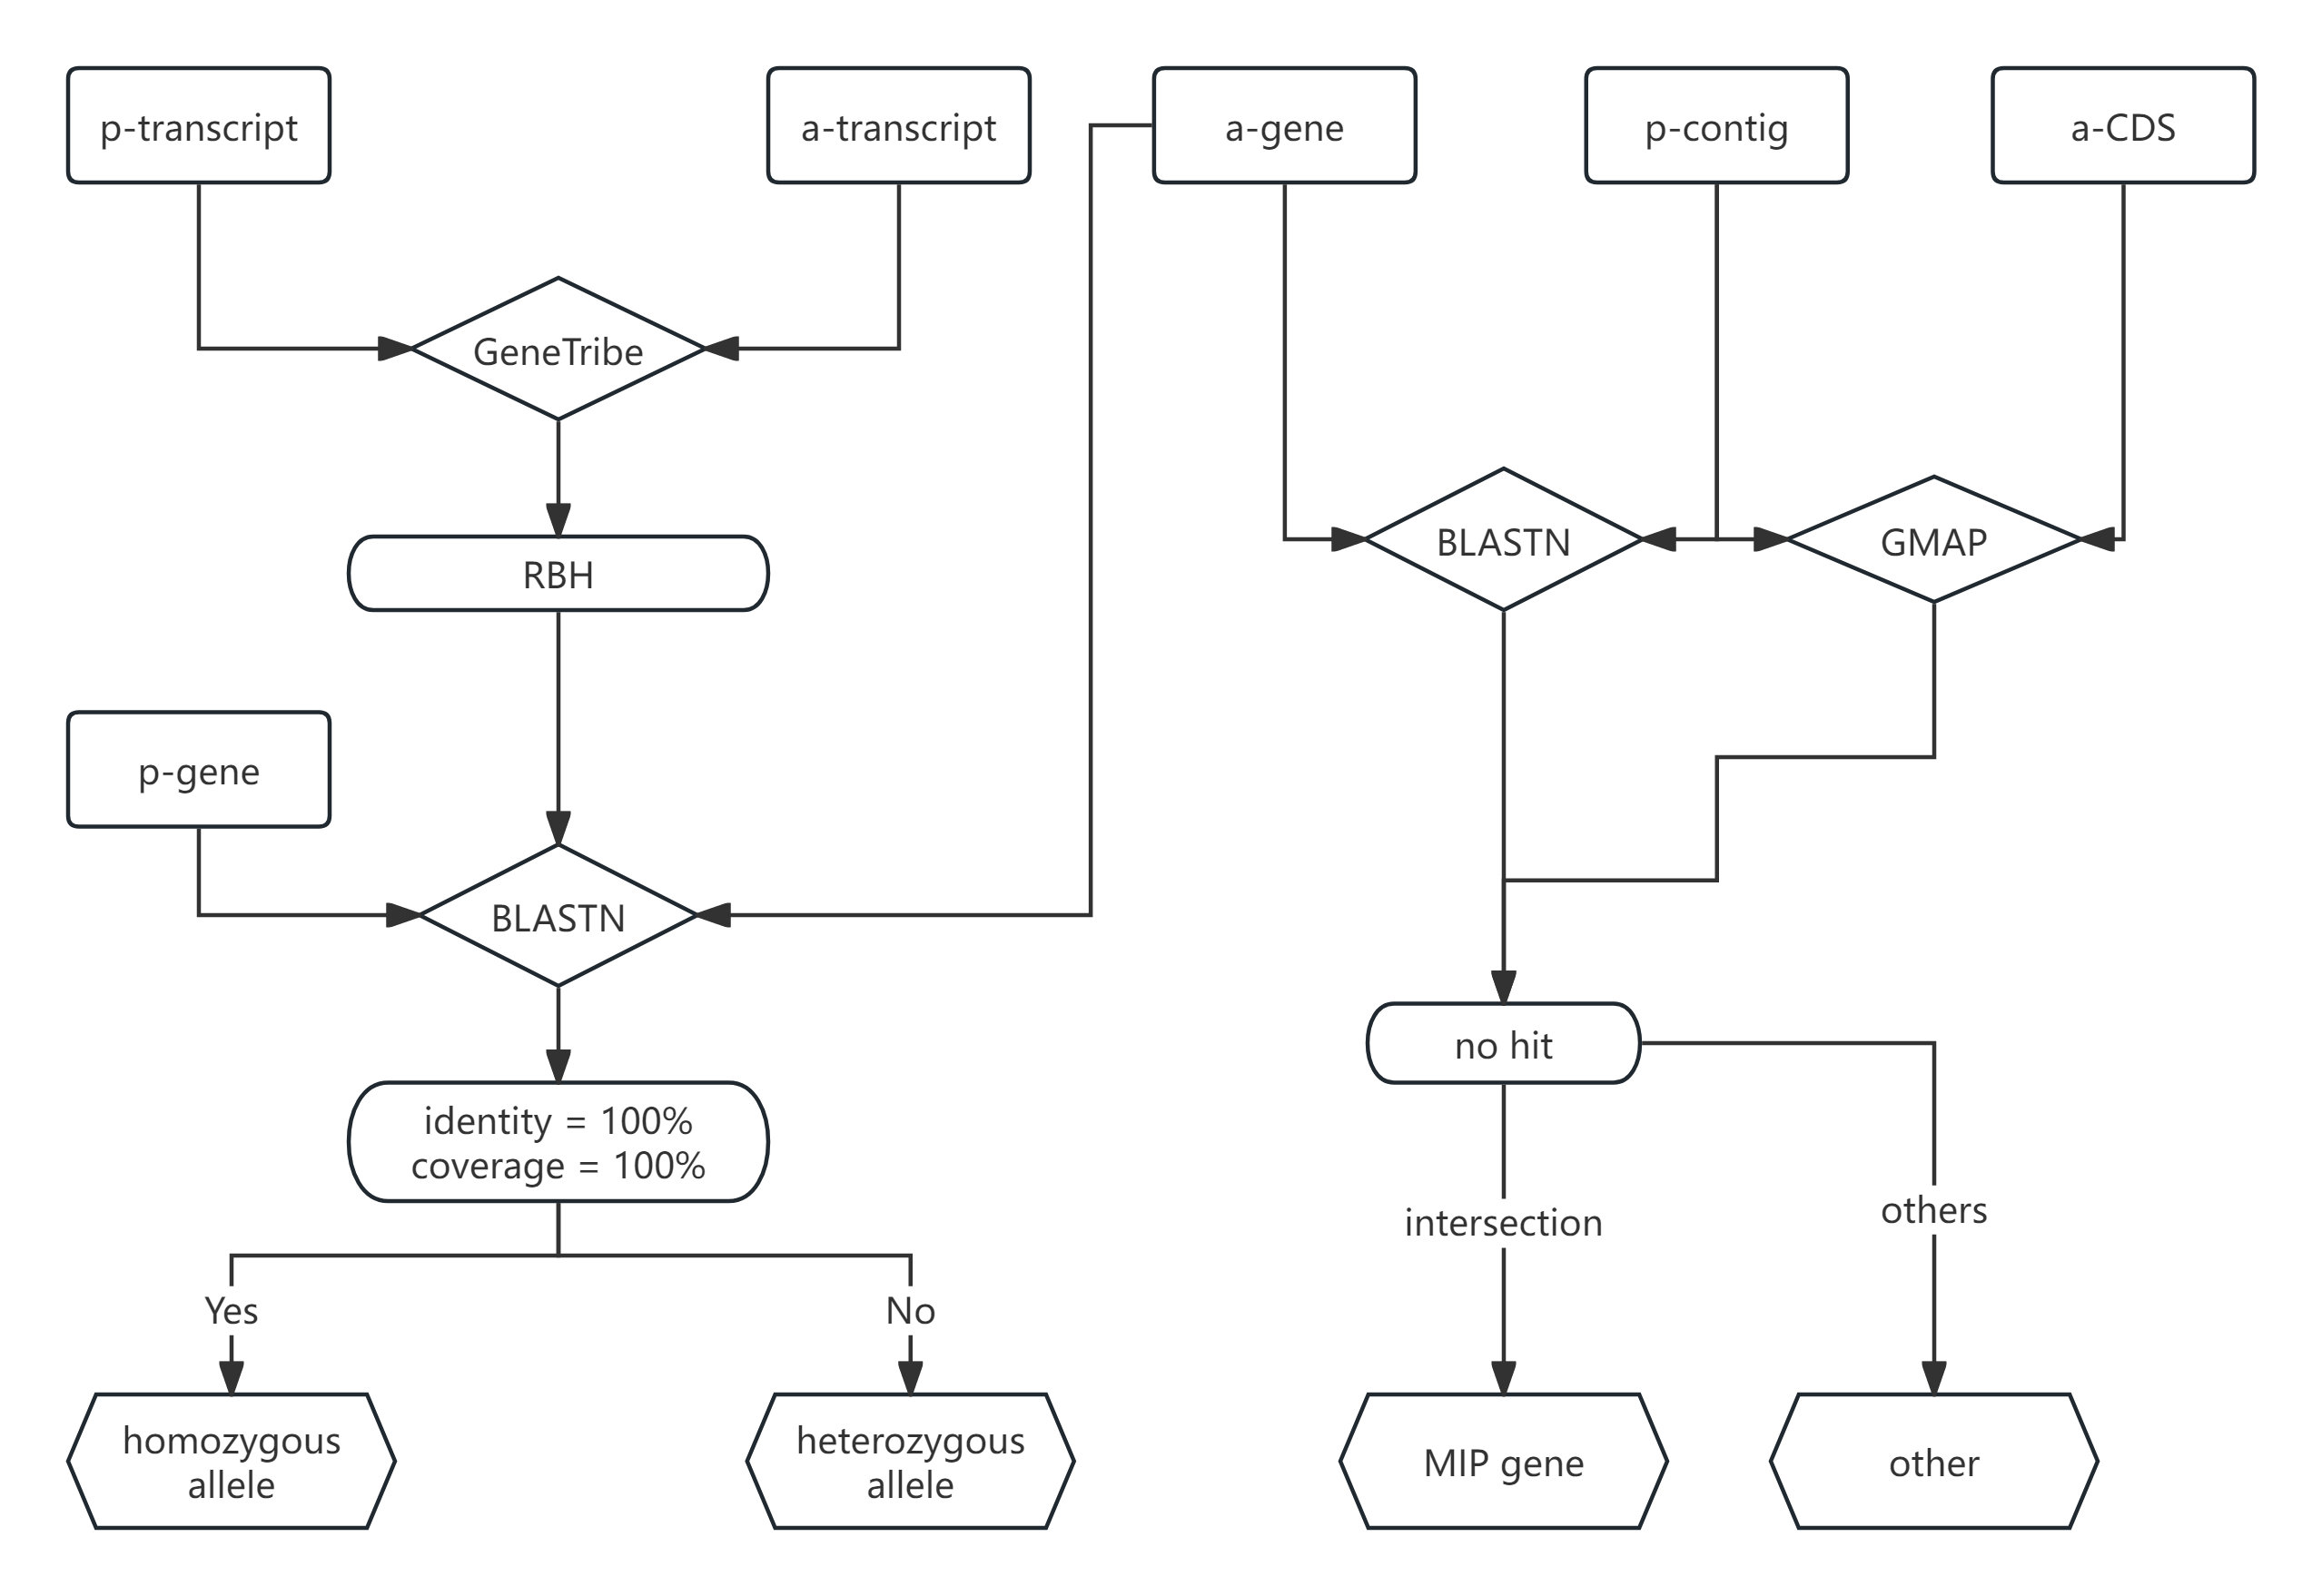 p-transcript
a-transcript
a-gene
p-contig
a-CDS
GeneTribe
BLASTN
GMAP
RBH
p-gene
BLASTN
no hit
identity = 100%
coverage = 100%
intersection
others
Yes
No
homozygous
allele
heterozygous
allele
MIP gene
other